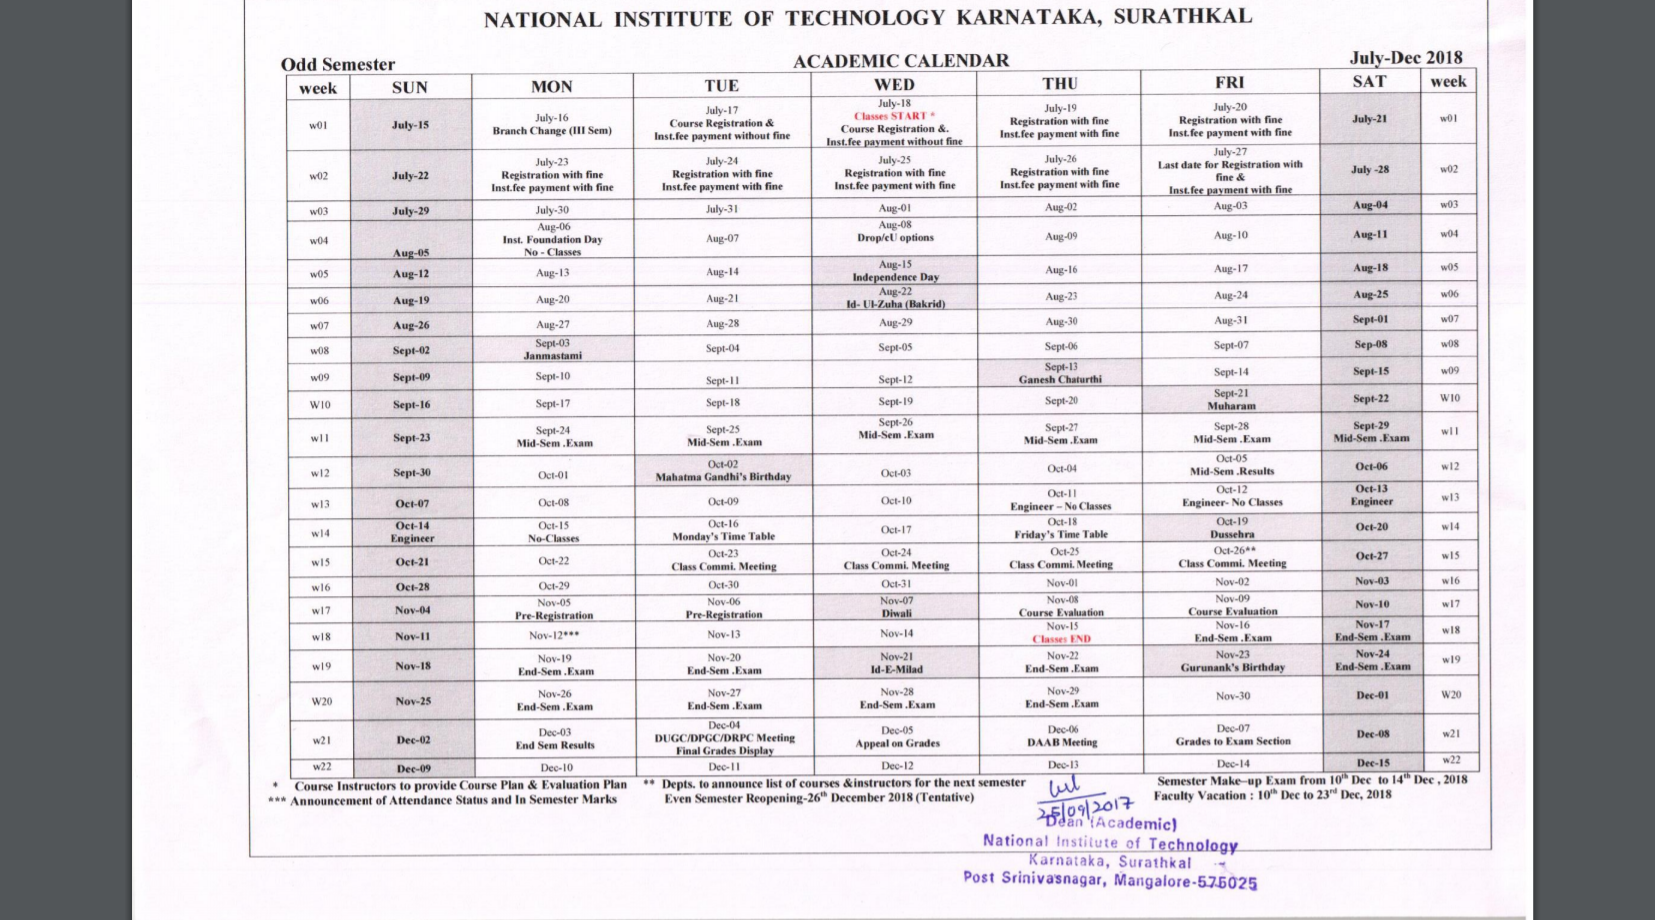 NATIONAL INSTITUTE OF TECHNOLOGY KARNATAKA, SURATHKAL
Odd Semester ACADEMIC CALENDAR July-Dec 2018
week SUN MON TUE WED THU FRI SAT week
w01 July-15 July-16 Branch Change (III Sem) July-17 Course Registration & Inst.fee payment without fine July-18 Classes START * Course Registration &. Inst.fee payment without fine July-19 Registration with fine Inst.fee payment with fine July-20 Registration with fine Inst.fee payment with fine July-21 w01
w02 July-22 July-23 Registration with fine Inst.fee payment with fine July-24 Registration with fine Inst.fee payment with fine July-25 Registration with fine Inst.fee payment with fine July-26 Registration with fine Inst.fee payment with fine July-27 Last date for Registration with fine & Inst.fee payment with fine July -28 w02
w03 July-29 July-30 July-31 Aug-01 Aug-02 Aug-03 Aug-04 w03
w04 Aug-05 Aug-06 Inst. Foundation Day No - Classes Aug-07 Aug-08 Drop/cU options Aug-09 Aug-10 Aug-11 w04
w05 Aug-12 Aug-13 Aug-14 Aug-15 Independence Day Aug-16 Aug-17 Aug-18 w05
w06 Aug-19 Aug-20 Aug-21 Aug-22 Id- Ul-Zuha (Bakrid) Aug-23 Aug-24 Aug-25 w06
w07 Aug-26 Aug-27 Aug-28 Aug-29 Aug-30 Aug-31 Sept-01 w07
w08 Sept-02 Sept-03 Janmastami Sept-04 Sept-05 Sept-06 Sept-07 Sep-08 w08
w09 Sept-09 Sept-10 Sept-11 Sept-12 Sept-13 Ganesh Chaturthi Sept-14 Sept-15 w09
W10 Sept-16 Sept-17 Sept-18 Sept-19 Sept-20 Sept-21 Muharam Sept-22 W10
w11 Sept-23 Sept-24 Mid-Sem .Exam Sept-25 Mid-Sem .Exam Sept-26 Mid-Sem .Exam Sept-27 Mid-Sem .Exam Sept-28 Mid-Sem .Exam Sept-29 Mid-Sem .Exam w11
w12 Sept-30 Oct-01 Oct-02 Mahatma Gandhi's Birthday Oct-03 Oct-04 Oct-05 Mid-Sem .Results Oct-06 w12
w13 Oct-07 Oct-08 Oct-09 Oct-10 Oct-11 Engineer – No Classes Oct-12 Engineer- No Classes Oct-13 Engineer w13
w14 Oct-14 Engineer Oct-15 No-Classes Oct-16 Monday's Time Table Oct-17 Oct-18 Friday's Time Table Oct-19 Dussehra Oct-20 w14
w15 Oct-21 Oct-22 Oct-23 Class Commi. Meeting Oct-24 Class Commi. Meeting Oct-25 Class Commi. Meeting Oct-26** Class Commi. Meeting Oct-27 w15
w16 Oct-28 Oct-29 Oct-30 Oct-31 Nov-01 Nov-02 Nov-03 w16
w17 Nov-04 Nov-05 Pre-Registration Nov-06 Pre-Registration Nov-07 Diwali Nov-08 Course Evaluation Nov-09 Course Evaluation Nov-10 w17
w18 Nov-11 Nov-12*** Nov-13 Nov-14 Nov-15 Classes END Nov-16 End-Sem .Exam Nov-17 End-Sem .Exam w18
w19 Nov-18 Nov-19 End-Sem .Exam Nov-20 End-Sem .Exam Nov-21 Id-E-Milad Nov-22 End-Sem .Exam Nov-23 Gurunank's Birthday Nov-24 End-Sem .Exam w19
W20 Nov-25 Nov-26 End-Sem .Exam Nov-27 End-Sem .Exam Nov-28 End-Sem .Exam Nov-29 End-Sem .Exam Nov-30 Dec-01 W20
w21 Dec-02 Dec-03 End Sem Results Dec-04 DUGC/DPGC/DRPC Meeting Final Grades Display Dec-05 Appeal on Grades Dec-06 DAAB Meeting Dec-07 Grades to Exam Section Dec-08 w21
w22 Dec-09 Dec-10 Dec-11 Dec-12 Dec-13 Dec-14 Dec-15 w22
* Course Instructors to provide Course Plan & Evaluation Plan ** Depts. to announce list of courses &instructors for the next semester Semester Make–up Exam from 10th Dec to 14th Dec , 2018
*** Announcement of Attendance Status and In Semester Marks Even Semester Reopening-26th December 2018 (Tentative) Faculty Vacation : 10th Dec to 23rd Dec, 2018
25/09/2017
Dean (Academic)
National Institute of Technology
Karnataka, Surathkal
Post Srinivasnagar, Mangalore-575025